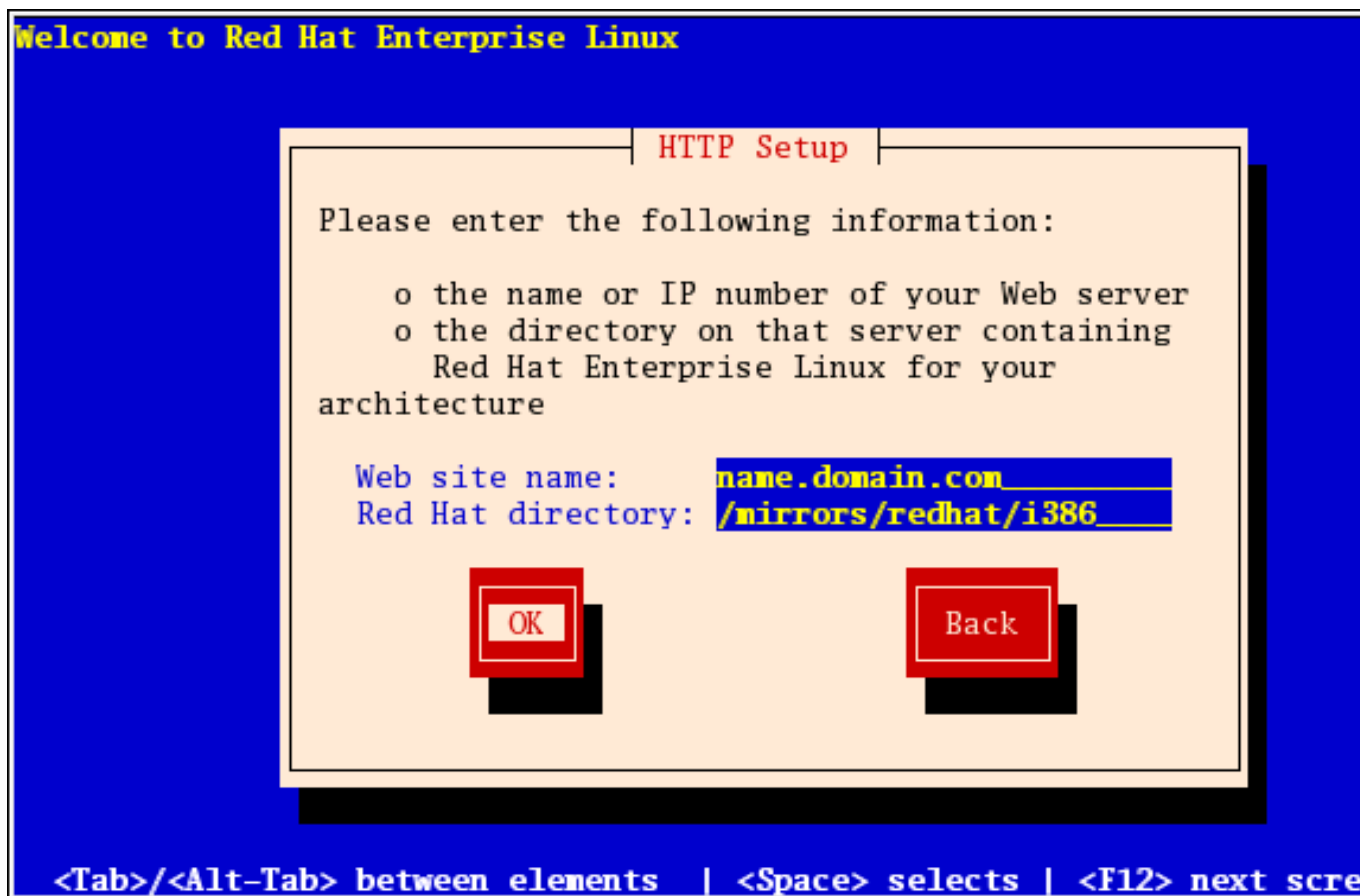 Welcome to Red Hat Enterprise Linux
HTTP Setup
Please enter the following information:
o the name or IP number of your Web server
o the directory on that server containing
Red Hat Enterprise Linux for your
architecture
Web site name: name.domain.com
Red Hat directory: /mirrors/redhat/i386
OK Back
<Tab>/<Alt-Tab> between elements | <Space> selects | <F12> next scre